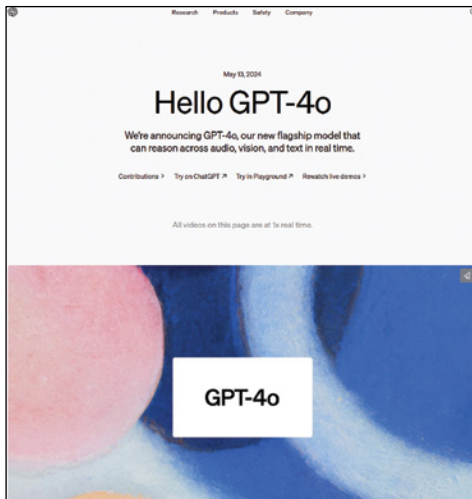 Research Products Safety Company
May 13, 2024
Hello GPT-4o
We're announcing GPT-4o, our new flagship model that
can reason across audio, vision, and text in real time.
Contributions > Try on ChatGPT ↗ Try in Playground ↗ Rewatch live demos >
All videos on this page are at 1x real time.
GPT-4o